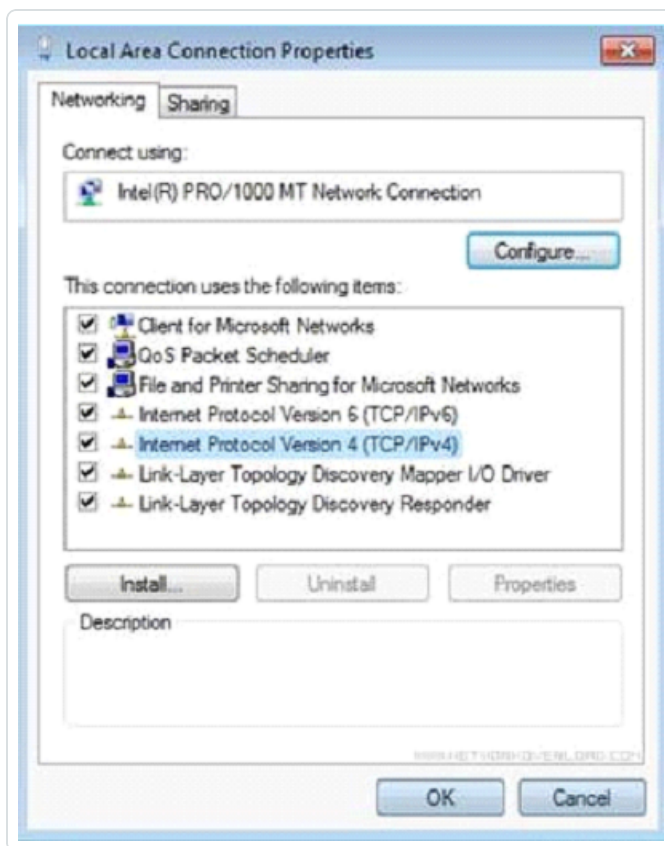 Local Area Connection Properties
Networking
Sharing
Connect using:
Intel(R) PRO/1000 MT Network Connection
Configure...
This connection uses the following items:
Client for Microsoft Networks
QoS Packet Scheduler
File and Printer Sharing for Microsoft Networks
Internet Protocol Version 6 (TCP/IPv6)
Internet Protocol Version 4 (TCP/IPv4)
Link-Layer Topology Discovery Mapper I/O Driver
Link-Layer Topology Discovery Responder
Install...
Uninstall
Properties
Description
OK
Cancel